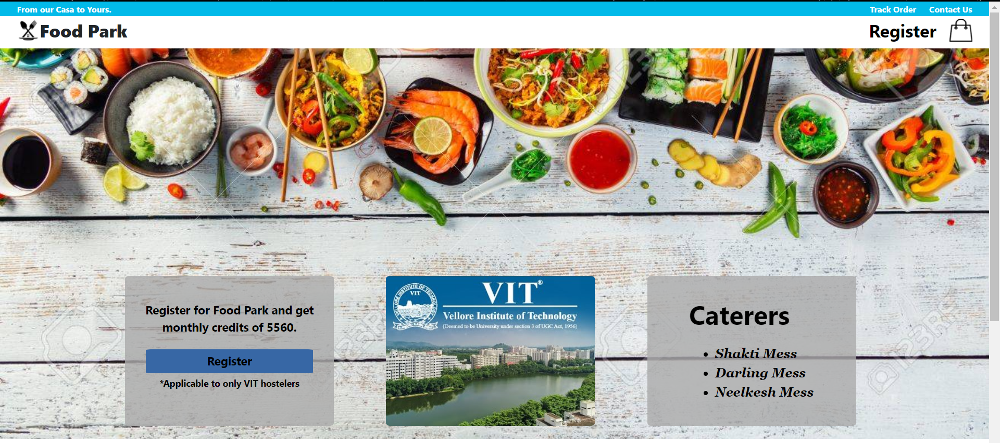 From our Casa to Yours.
Track Order Contact Us
Food Park
Register
Register for Food Park and get
monthly credits of 5560.
Register
*Applicable to only VIT hostelers
VELLORE INSTITUTE OF TECHNOLOGY
VIT
VIT®
Vellore Institute of Technology
(Deemed to be University under section 3 of UGC Act, 1956)
Caterers
• Shakti Mess
• Darling Mess
• Neelkesh Mess
123RF